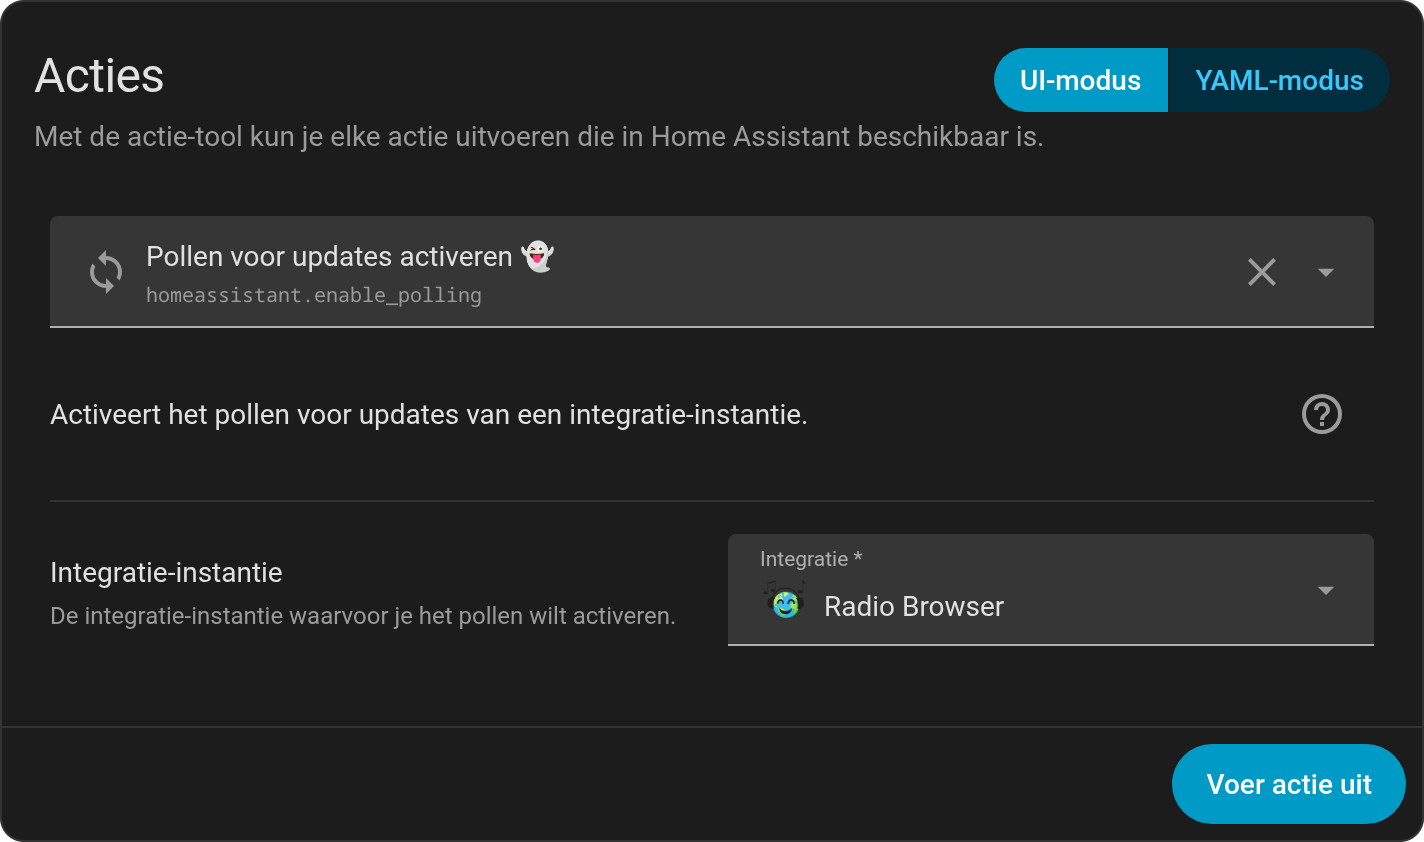 Acties
UI-modus
YAML-modus
Met de actie-tool kun je elke actie uitvoeren die in Home Assistant beschikbaar is.
Pollen voor updates activeren 👻
homeassistant.enable_polling
Activeert het pollen voor updates van een integratie-instantie.
Integratie-instantie
De integratie-instantie waarvoor je het pollen wilt activeren.
Integratie *
Radio Browser
Voer actie uit